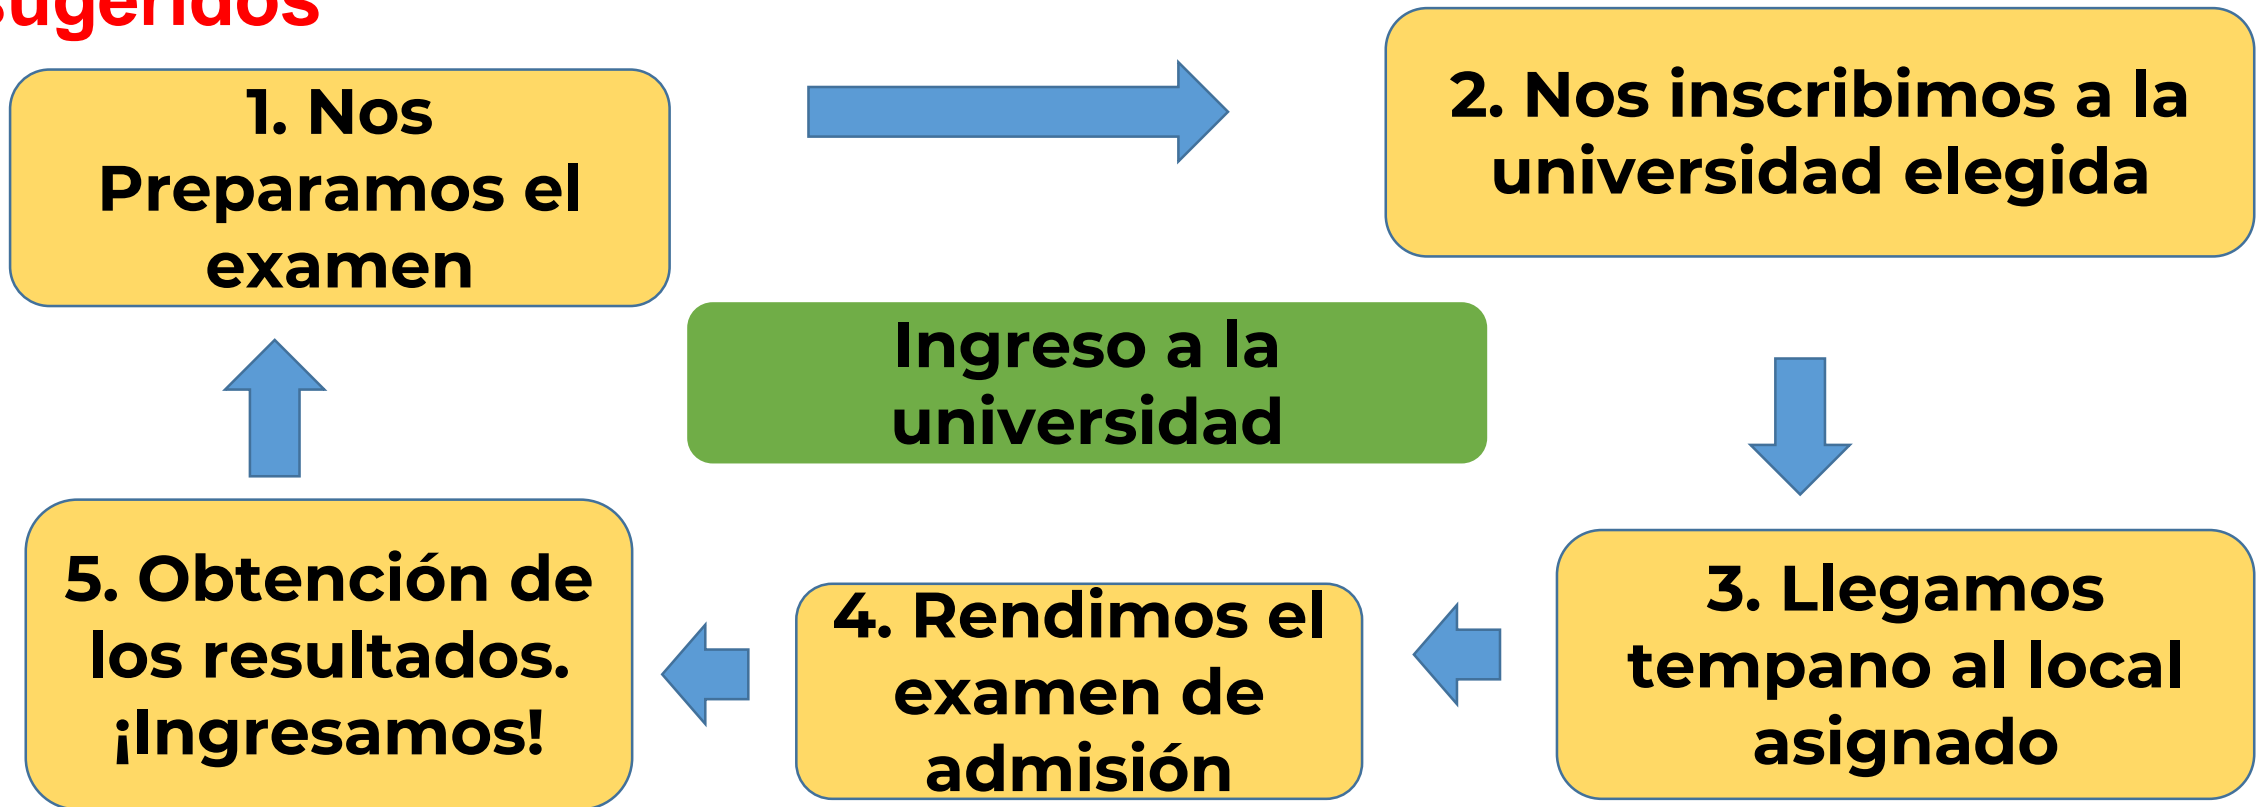 sugeridos
1. Nos
Preparamos el
examen
2. Nos inscribimos a la
universidad elegida
Ingreso a la
universidad
3. Llegamos
tempano al local
asignado
4. Rendimos el
examen de
admisión
5. Obtención de
los resultados.
¡Ingresamos!